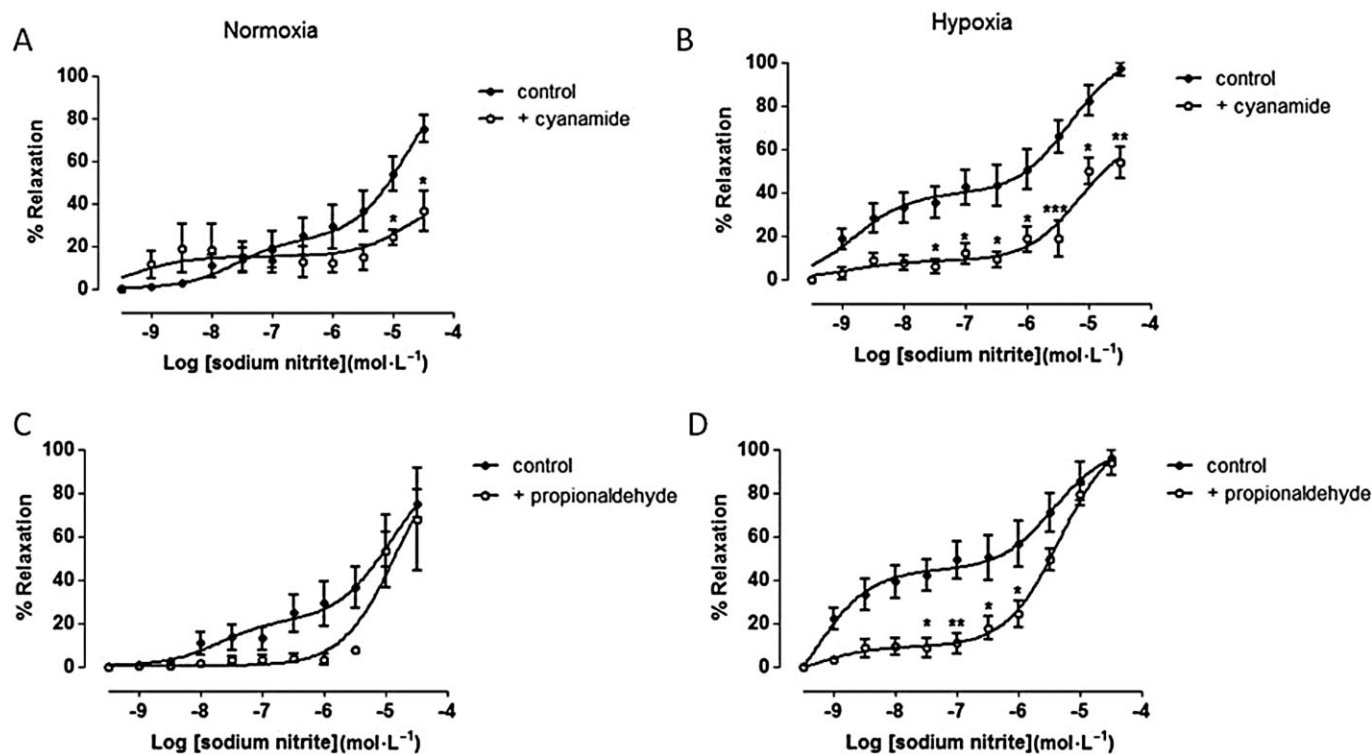 A
Normoxia
% Relaxation
100
80
60
40
20
0
control
+ cyanamide
*
*
-9
-8
-7
-6
-5
-4
Log [sodium nitrite](mol·L⁻¹)
B
Hypoxia
% Relaxation
100
80
60
40
20
0
control
+ cyanamide
*
*
*
*
***
*
**
-9
-8
-7
-6
-5
-4
Log [sodium nitrite](mol·L⁻¹)
C
% Relaxation
100
80
60
40
20
0
control
+ propionaldehyde
-9
-8
-7
-6
-5
-4
Log [sodium nitrite](mol·L⁻¹)
D
% Relaxation
100
80
60
40
20
0
control
+ propionaldehyde
*
**
*
*
-9
-8
-7
-6
-5
-4
Log [sodium nitrite](mol·L⁻¹)